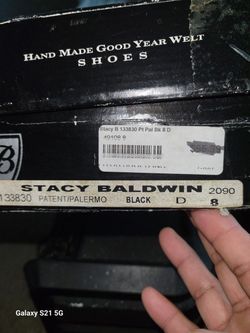 HAND MADE GOOD YEAR WELT
SHOES
Stacy B 133830 Pt Pal Bk 8 D
B
STACY BALDWIN 2090
133830 PATENT/PALERMO BLACK D 8
Galaxy S21 5G